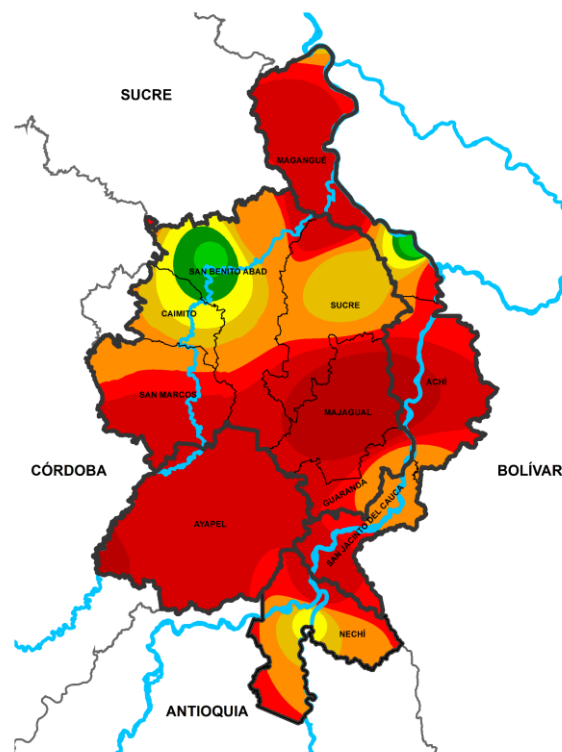 SUCRE
MAGANGUÉ
SAN BENITO ABAD
CAIMITO
SUCRE
SAN MARCOS
ACHÍ
MAJAGUAL
CÓRDOBA
BOLÍVAR
GUARANDA
AYAPEL
SAN JACINTO DEL CAUCA
NECHÍ
ANTIOQUIA